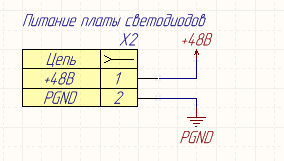 Питание платы светодиодов
X2 +48В
Цепь
+48В 1
PGND 2
PGND